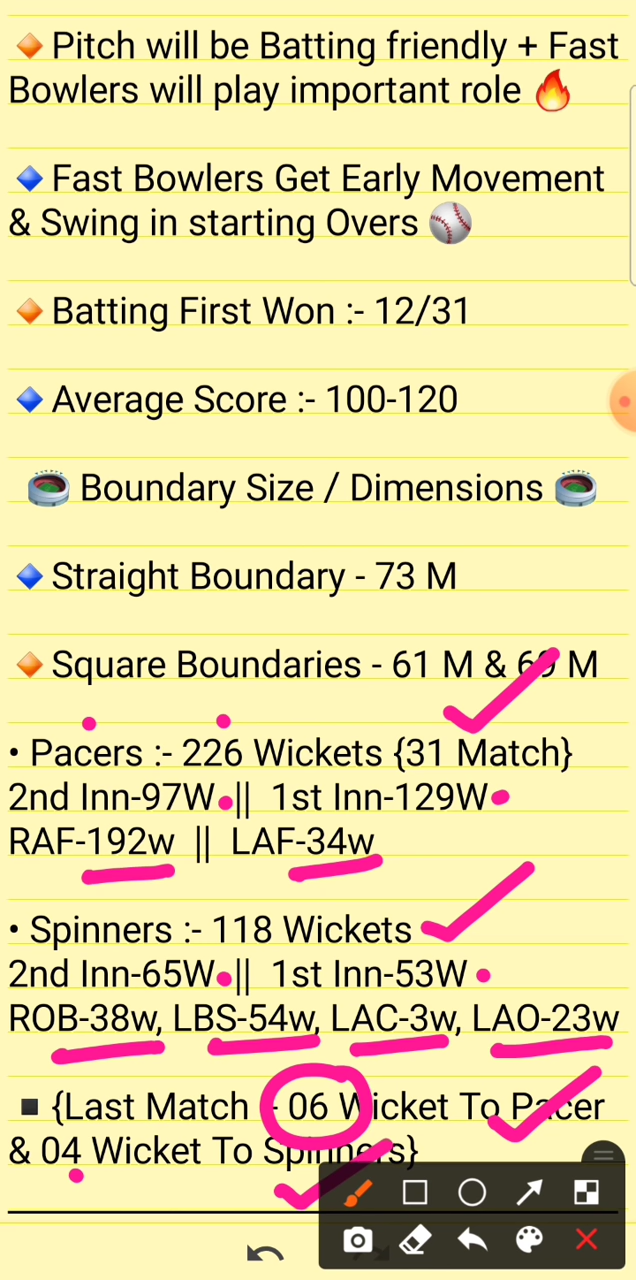 🔸Pitch will be Batting friendly + Fast
Bowlers will play important role 🔥
🔹Fast Bowlers Get Early Movement
& Swing in starting Overs ⚾
🔸Batting First Won :- 12/31
🔹Average Score :- 100-120
🏟️ Boundary Size / Dimensions 🏟️
🔹Straight Boundary - 73 M
🔸Square Boundaries - 61 M & 69 M
• Pacers :- 226 Wickets {31 Match}
2nd Inn-97W || 1st Inn-129W
RAF-192w || LAF-34w
• Spinners :- 118 Wickets
2nd Inn-65W || 1st Inn-53W
ROB-38w, LBS-54w, LAC-3w, LAO-23w
▪️{Last Match :- 06 Wicket To Pacer
& 04 Wicket To Spinners}